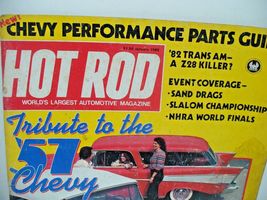 New!
CHEVY PERFORMANCE PARTS GUI
'82 TRANS AM–
A Z28 KILLER?
HOT ROD
WORLD'S LARGEST AUTOMOTIVE MAGAZINE
EVENT COVERAGE–
SAND DRAGS
SLALOM CHAMPIONSHIP
NHRA WORLD FINALS
Tribute to the
'57
Chevy